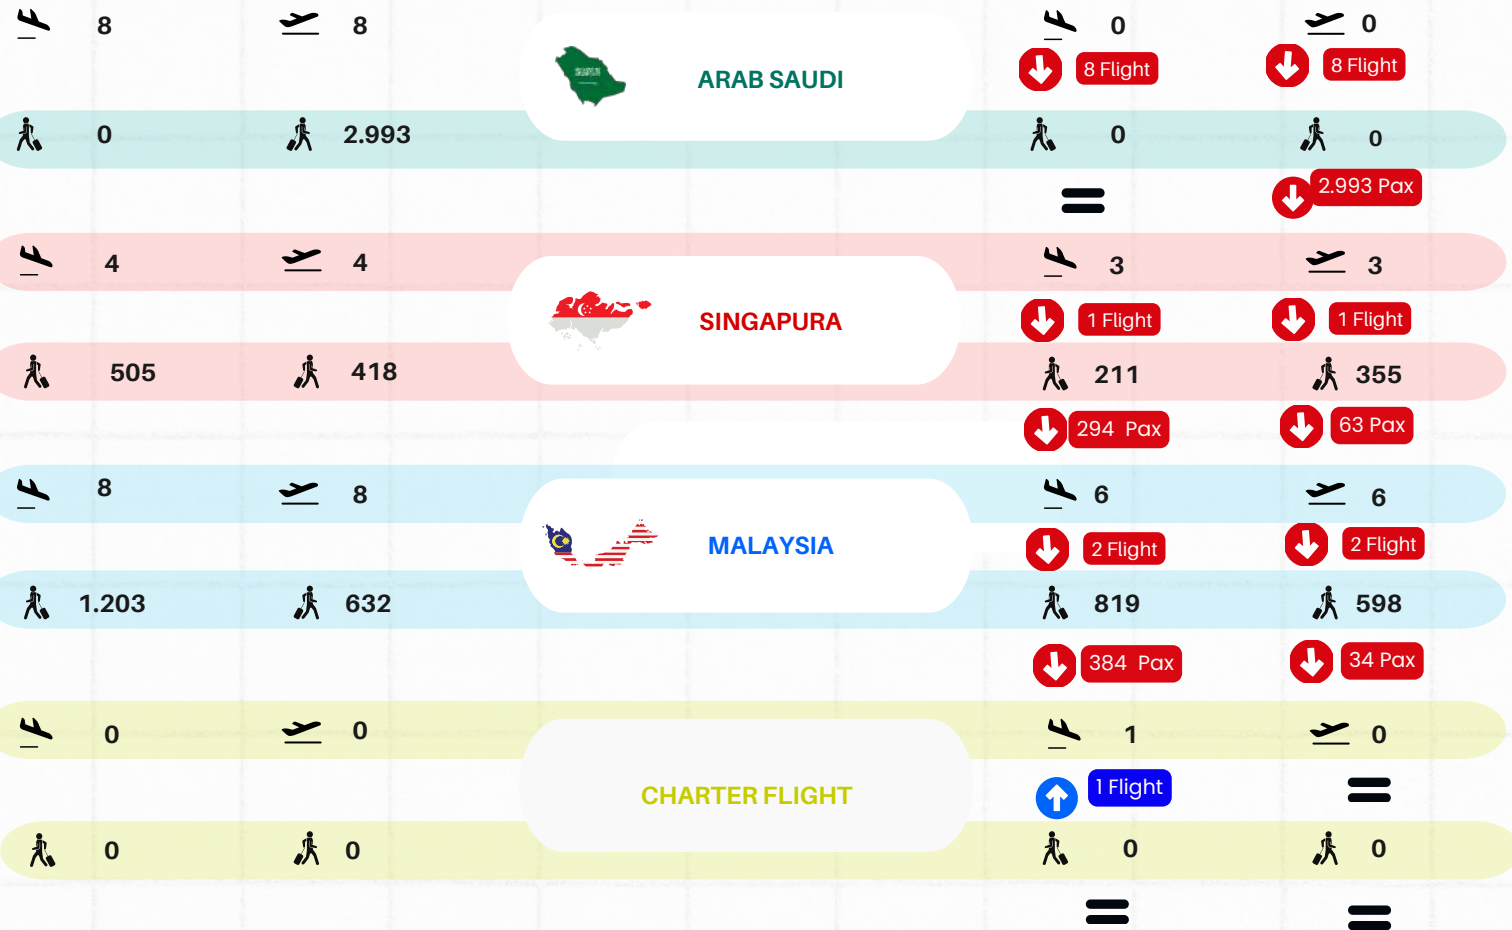 8 8 0 0
ARAB SAUDI
8 Flight 8 Flight
0 2.993 0 0
2.993 Pax
4 4 3 3
SINGAPURA
1 Flight 1 Flight
505 418 211 355
294 Pax 63 Pax
8 8 6 6
MALAYSIA
2 Flight 2 Flight
1.203 632 819 598
384 Pax 34 Pax
0 0 1 0
CHARTER FLIGHT
1 Flight
0 0 0 0